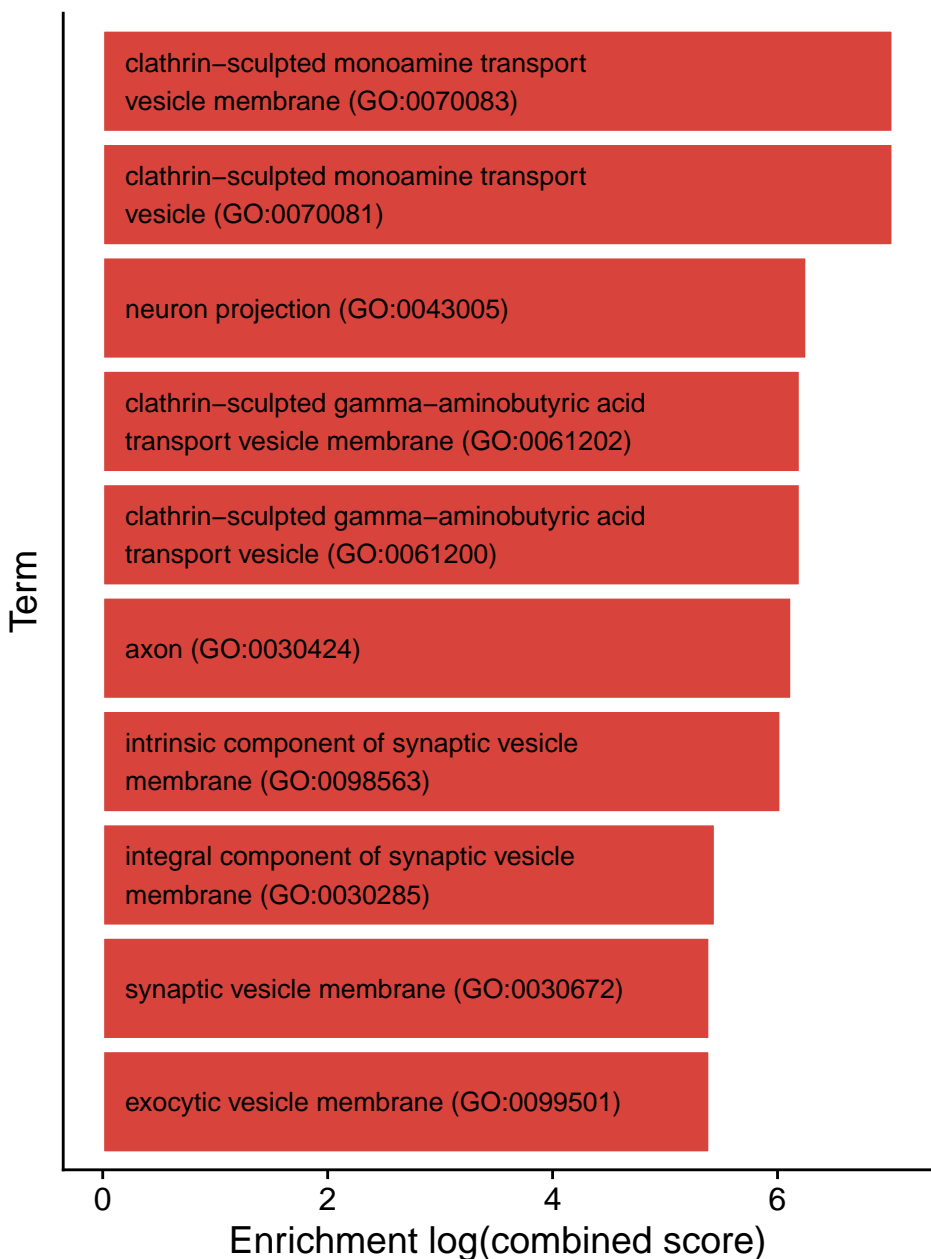 clathrin−sculpted monoamine transport
vesicle membrane (GO:0070083)
clathrin−sculpted monoamine transport
vesicle (GO:0070081)
neuron projection (GO:0043005)
clathrin−sculpted gamma−aminobutyric acid
transport vesicle membrane (GO:0061202)
clathrin−sculpted gamma−aminobutyric acid
transport vesicle (GO:0061200)
axon (GO:0030424)
intrinsic component of synaptic vesicle
membrane (GO:0098563)
integral component of synaptic vesicle
membrane (GO:0030285)
synaptic vesicle membrane (GO:0030672)
exocytic vesicle membrane (GO:0099501)
Term
0 2 4 6
Enrichment log(combined score)